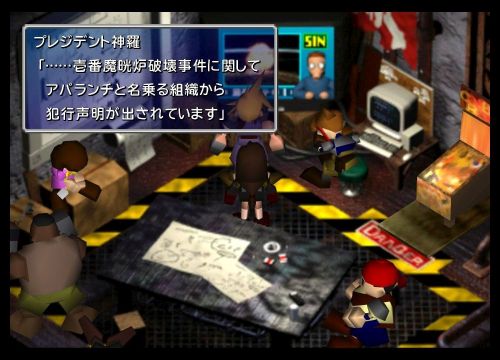 プレジデント神羅
「……壱番魔晄炉破壊事件に関して
アバランチと名乗る組織から
犯行声明が出されています」
SIN
DANGER